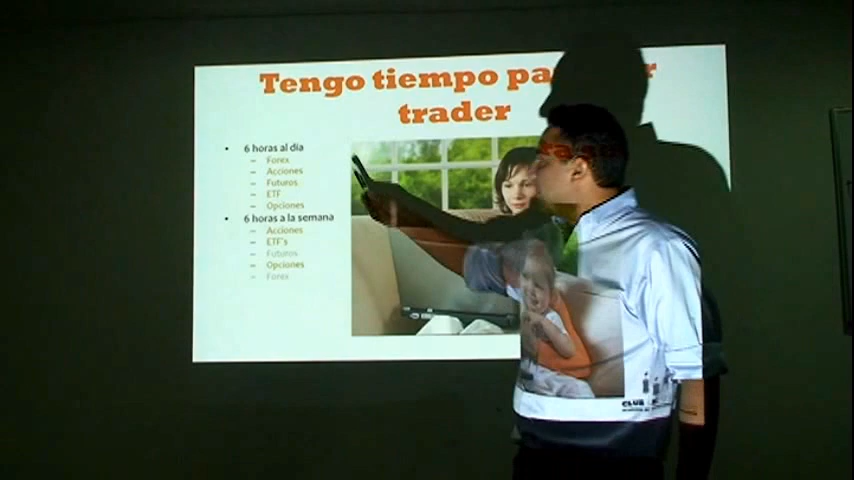 Tengo tiempo pa r
trader
• 6 horas al día
– Forex
– Acciones
– Futuros
– ETF
– Opciones
• 6 horas a la semana
– Acciones
– ETF's
– Futuros
– Opciones
– Forex
CLUB